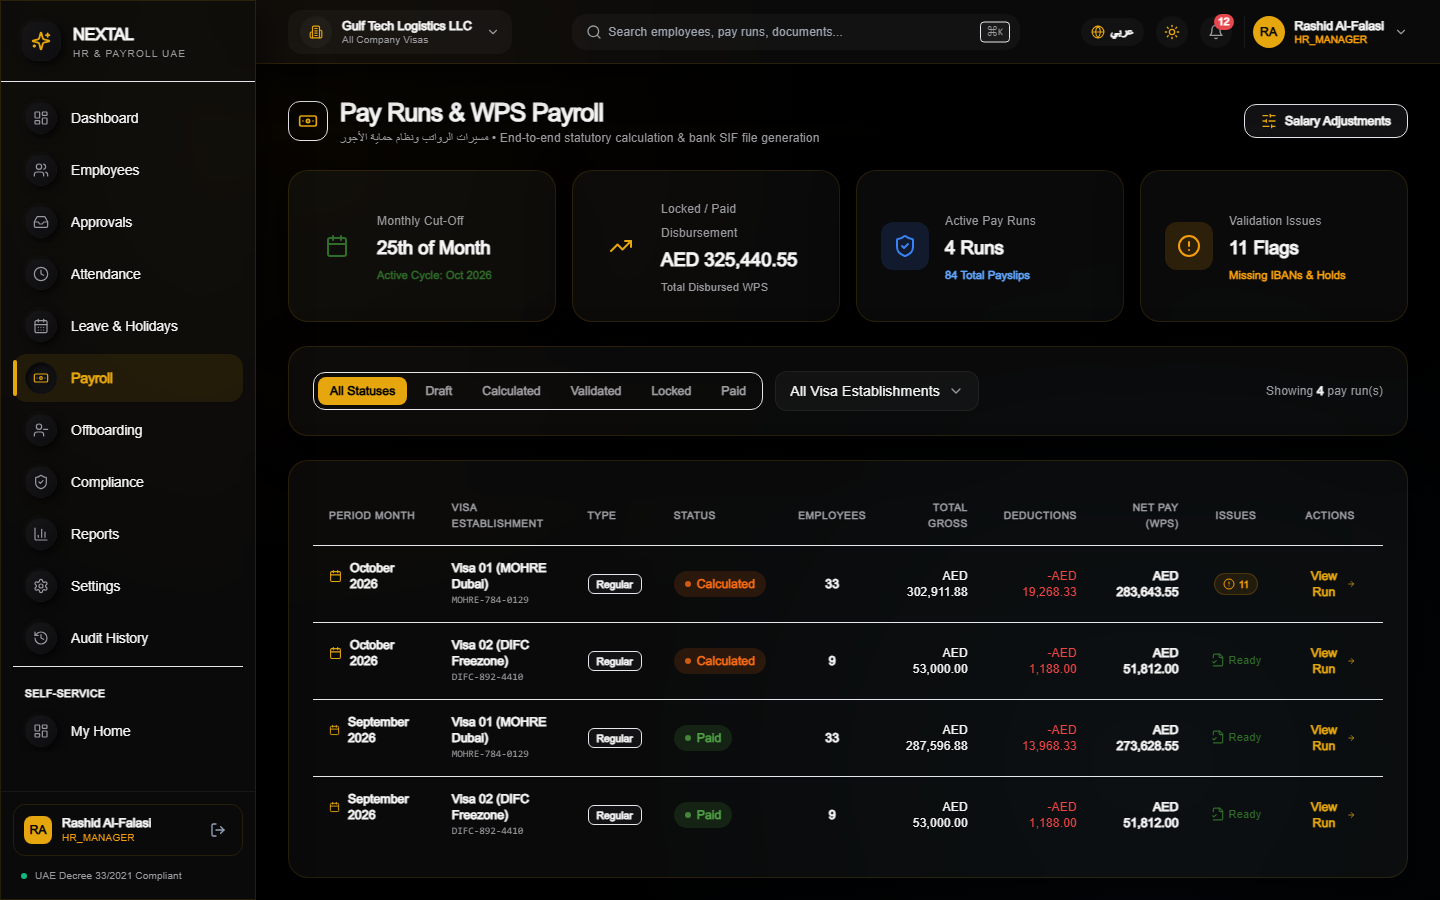 NEXTAL
HR & PAYROLL UAE
Gulf Tech Logistics LLC
All Company Visas
Search employees, pay runs, documents...
⌘K
عربي
12
RA
Rashid Al-Falasi
HR_MANAGER
Dashboard
Employees
Approvals
Attendance
Leave & Holidays
Payroll
Offboarding
Compliance
Reports
Settings
Audit History
SELF-SERVICE
My Home
RA
Rashid Al-Falasi
HR_MANAGER
UAE Decree 33/2021 Compliant
Pay Runs & WPS Payroll
مسيرات الرواتب ونظام حماية الأجور • End-to-end statutory calculation & bank SIF file generation
Salary Adjustments
Monthly Cut-Off
25th of Month
Active Cycle: Oct 2026
Locked / Paid
Disbursement
AED 325,440.55
Total Disbursed WPS
Active Pay Runs
4 Runs
84 Total Payslips
Validation Issues
11 Flags
Missing IBANs & Holds
All Statuses
Draft
Calculated
Validated
Locked
Paid
All Visa Establishments
Showing 4 pay run(s)
PERIOD MONTH
VISA
ESTABLISHMENT
TYPE
STATUS
EMPLOYEES
TOTAL
GROSS
DEDUCTIONS
NET PAY
(WPS)
ISSUES
ACTIONS
October
2026
Visa 01 (MOHRE
Dubai)
MOHRE-784-0129
Regular
Calculated
33
AED
302,911.88
-AED
19,268.33
AED
283,643.55
11
View
Run →
October
2026
Visa 02 (DIFC
Freezone)
DIFC-892-4410
Regular
Calculated
9
AED
53,000.00
-AED
1,188.00
AED
51,812.00
Ready
View
Run →
September
2026
Visa 01 (MOHRE
Dubai)
MOHRE-784-0129
Regular
Paid
33
AED
287,596.88
-AED
13,968.33
AED
273,628.55
Ready
View
Run →
September
2026
Visa 02 (DIFC
Freezone)
DIFC-892-4410
Regular
Paid
9
AED
53,000.00
-AED
1,188.00
AED
51,812.00
Ready
View
Run →